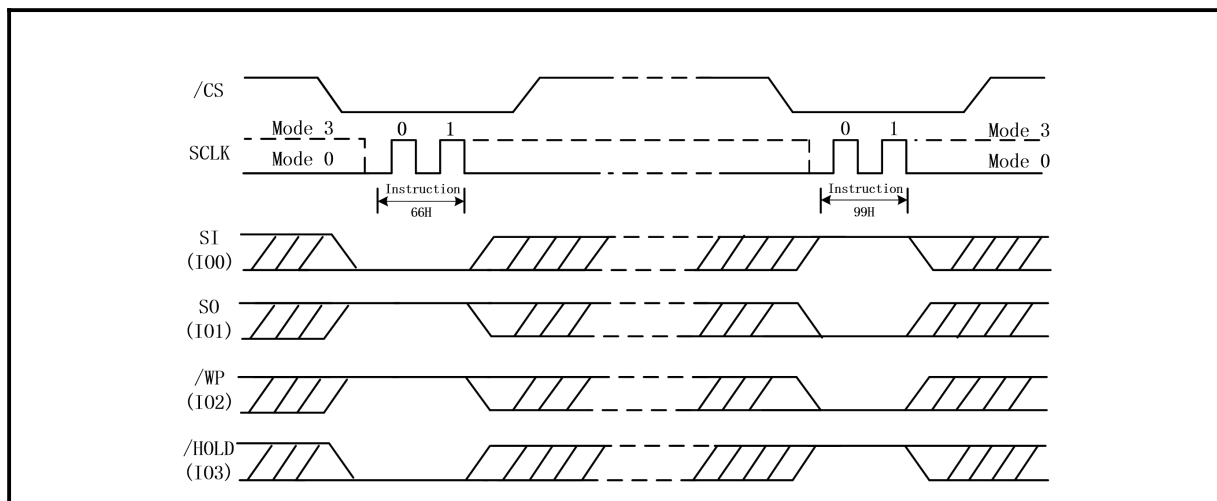 /CS
Mode 3 0 1 0 1 Mode 3
SCLK
Mode 0 Mode 0
Instruction Instruction
66H 99H
SI
(IO0)
SO
(IO1)
/WP
(IO2)
/HOLD
(IO3)